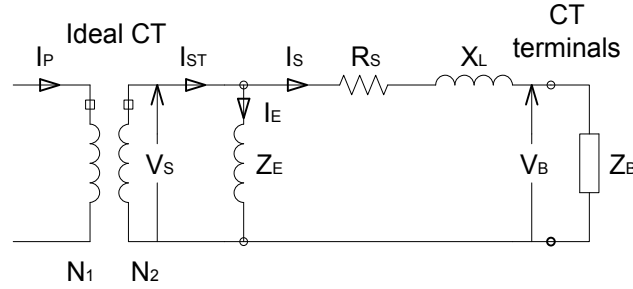 Ideal CT
CT
terminals
IP
IST
IS
RS
XL
IE
VS
ZE
VB
ZB
N1
N2